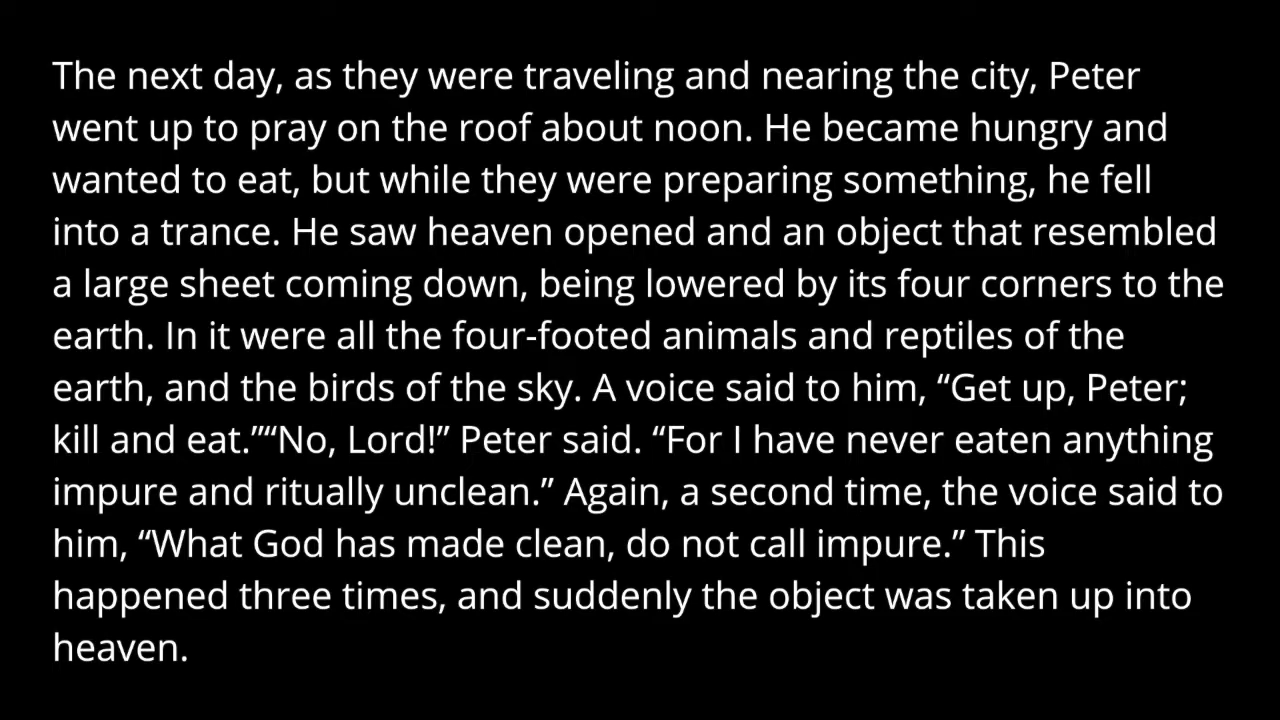 The next day, as they were traveling and nearing the city, Peter
went up to pray on the roof about noon. He became hungry and
wanted to eat, but while they were preparing something, he fell
into a trance. He saw heaven opened and an object that resembled
a large sheet coming down, being lowered by its four corners to the
earth. In it were all the four-footed animals and reptiles of the
earth, and the birds of the sky. A voice said to him, “Get up, Peter;
kill and eat.”“No, Lord!” Peter said. “For I have never eaten anything
impure and ritually unclean.” Again, a second time, the voice said to
him, “What God has made clean, do not call impure.” This
happened three times, and suddenly the object was taken up into
heaven.